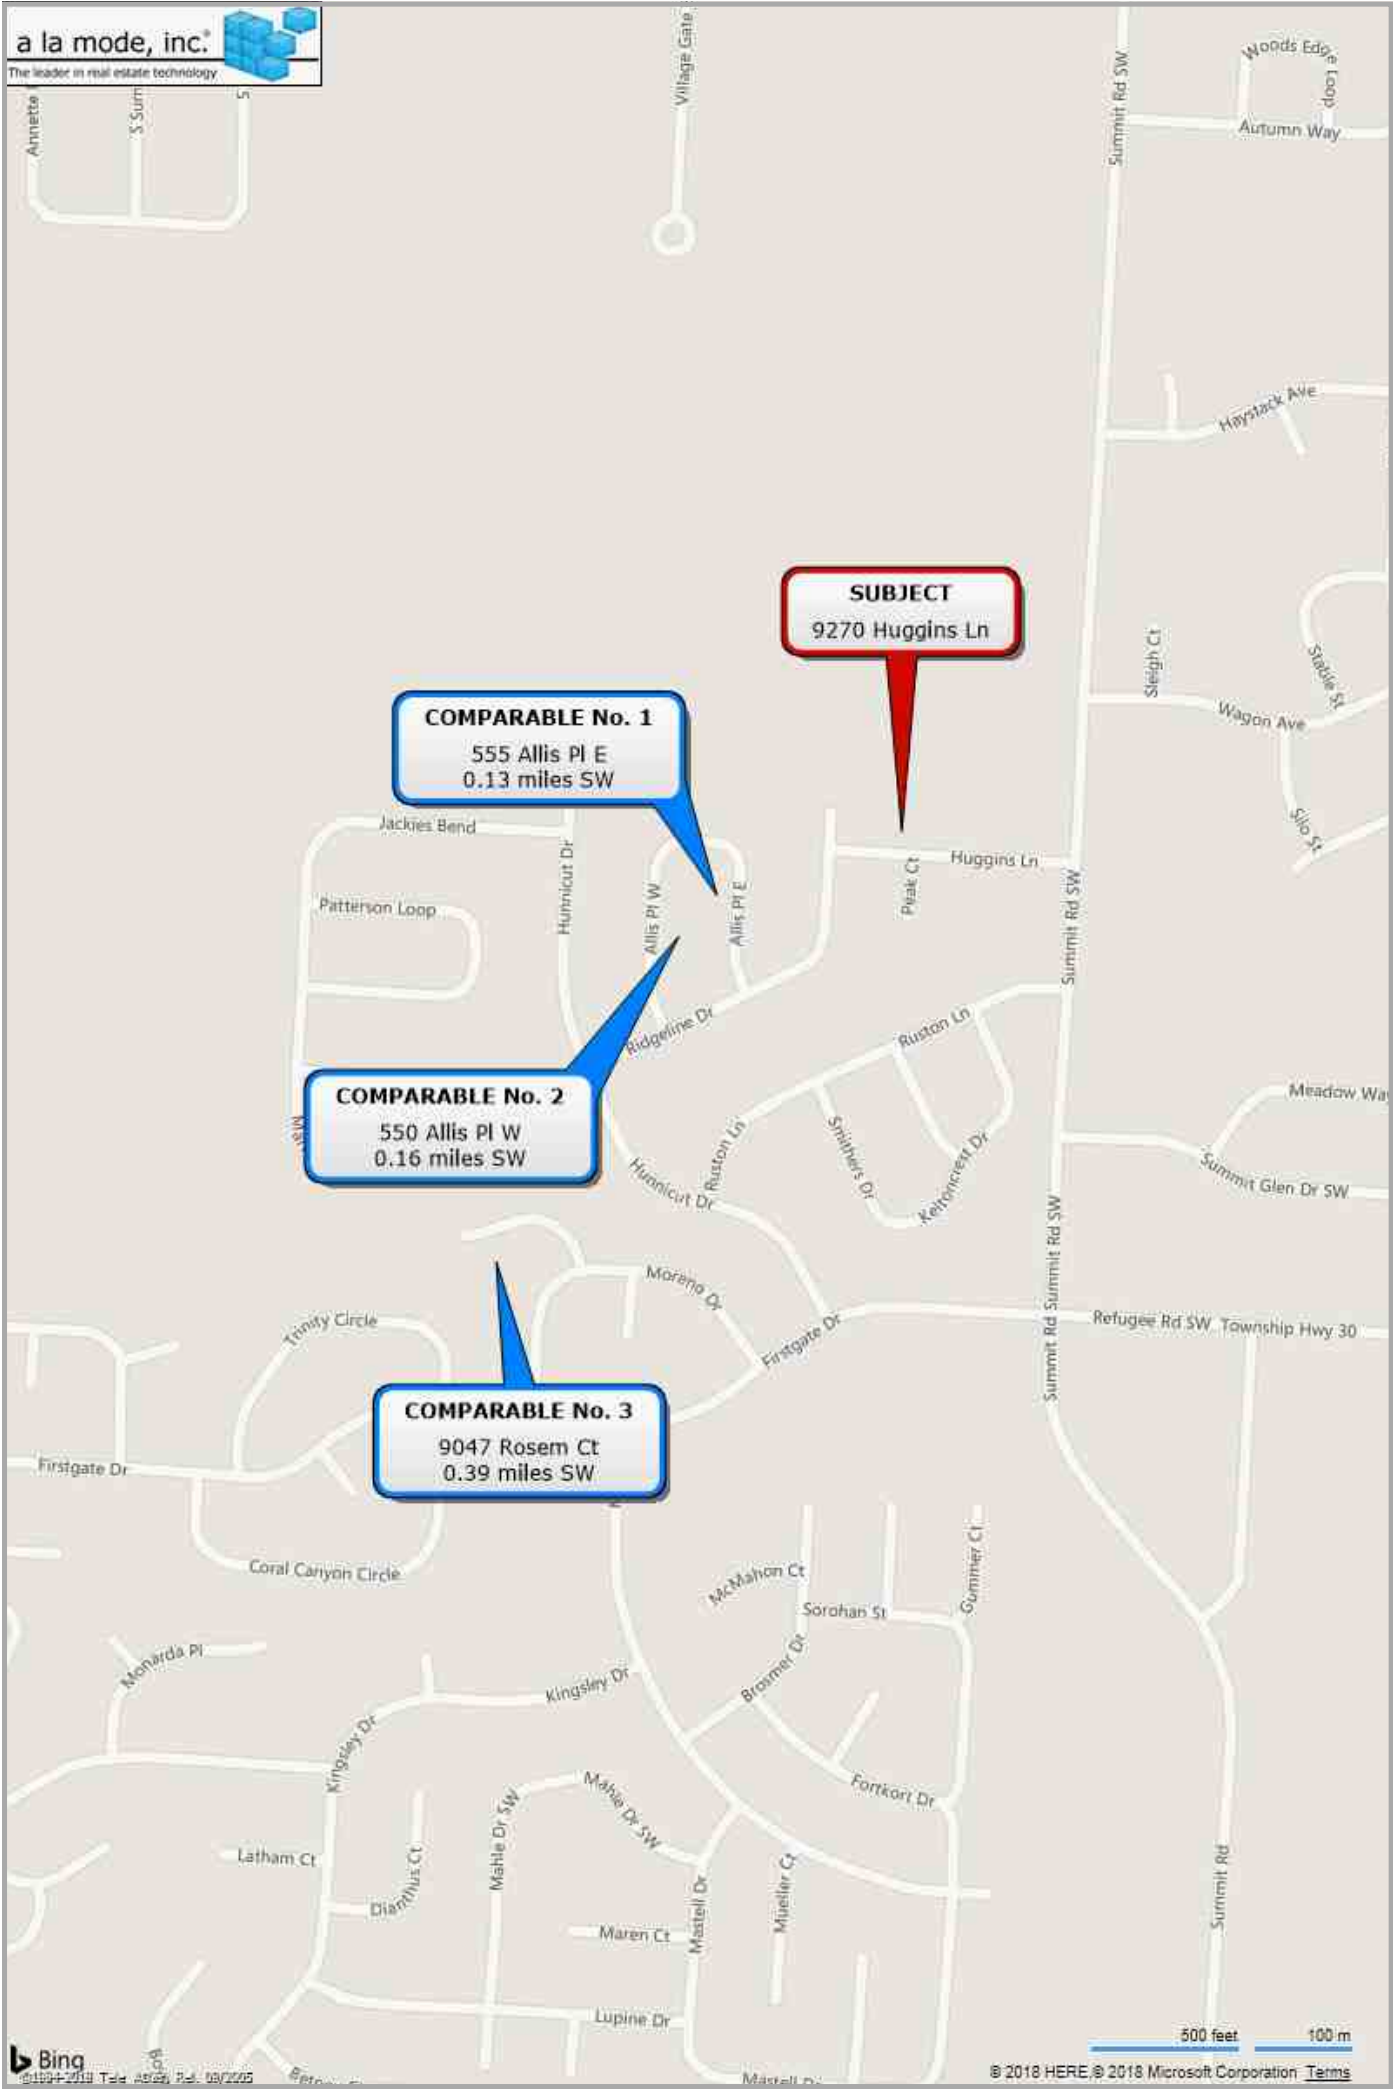 a la mode, inc.®
The leader in real estate technology
Annette
S Sum
S
Village Gate
Summit Rd SW
Woods Edge Loop
Autumn Way
Haystack Ave
SUBJECT
9270 Huggins Ln
Sleigh Ct
Stable St
Wagon Ave
COMPARABLE No. 1
555 Allis Pl E
0.13 miles SW
Silo St
Jackies Bend
Hunnicut Dr
Huggins Ln
Peak Ct
Allis Pl W
Allis Pl E
Patterson Loop
Summit Rd SW
Ridgeline Dr
Ruston Ln
COMPARABLE No. 2
550 Allis Pl W
0.16 miles SW
Meadow Way
Ruston Ln
Smithers Dr
Keltoncrest Dr
Hunnicut Dr
Summit Glen Dr SW
Summit Rd Summit Rd SW
Moreno Dr
Trinity Circle
Firstgate Dr
Refugee Rd SW Township Hwy 30
COMPARABLE No. 3
9047 Rosem Ct
0.39 miles SW
Firstgate Dr
Coral Canyon Circle
McMahon Ct
Gummer Ct
Sorohan St
Monarda Pl
Brosmer Dr
Kingsley Dr
Kingsley Dr
Mahle Dr SW
Mahle Dr SW
Fortkort Dr
Latham Ct
Dianthus Ct
Mueller Ct
Mastell Dr
Summit Rd
Maren Ct
Lupine Dr
Mastell Dr
500 feet
100 m
Bing
© 2018 HERE,© 2018 Microsoft Corporation Terms